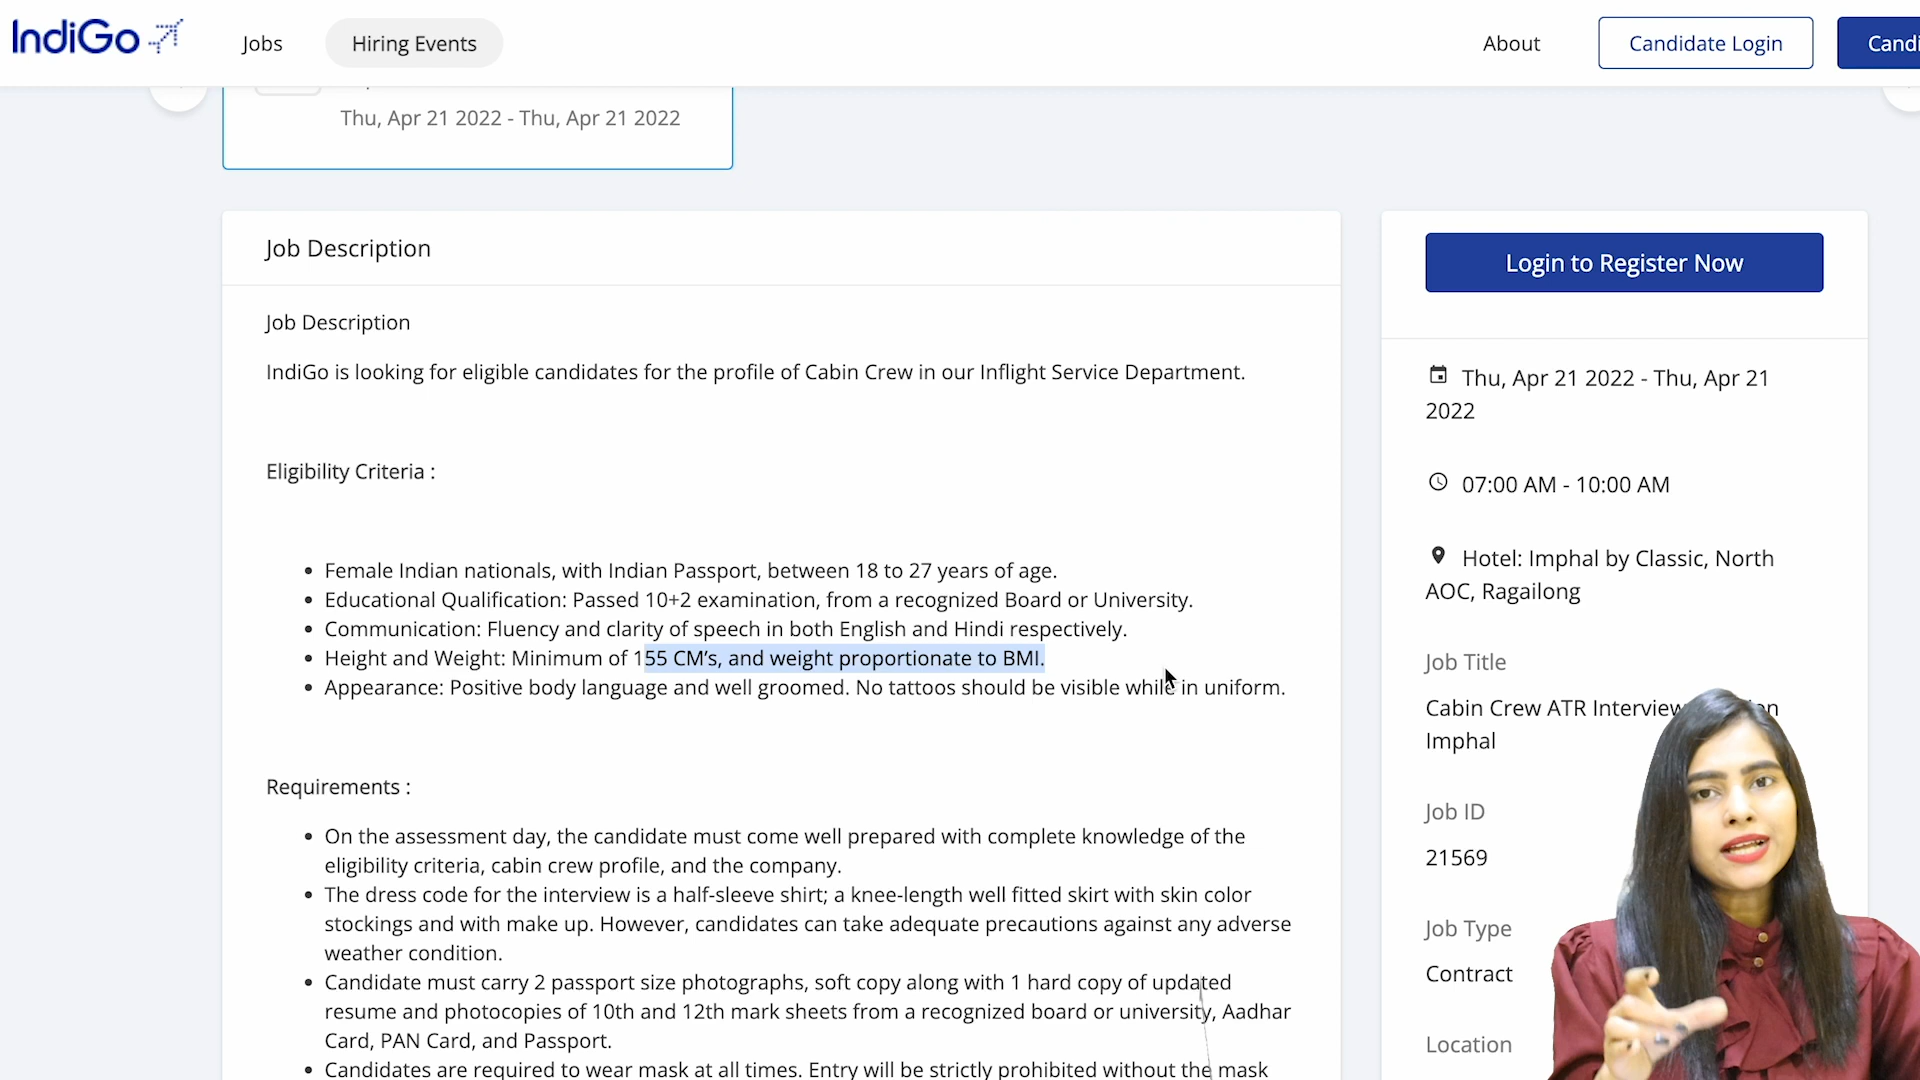 IndiGo
Jobs
Hiring Events
About
Candidate Login
Candi
Thu, Apr 21 2022 - Thu, Apr 21 2022
Job Description
Job Description
IndiGo is looking for eligible candidates for the profile of Cabin Crew in our Inflight Service Department.
Eligibility Criteria :
• Female Indian nationals, with Indian Passport, between 18 to 27 years of age.
• Educational Qualification: Passed 10+2 examination, from a recognized Board or University.
• Communication: Fluency and clarity of speech in both English and Hindi respectively.
• Height and Weight: Minimum of 155 CM’s, and weight proportionate to BMI.
• Appearance: Positive body language and well groomed. No tattoos should be visible while in uniform.
Requirements :
• On the assessment day, the candidate must come well prepared with complete knowledge of the
eligibility criteria, cabin crew profile, and the company.
• The dress code for the interview is a half-sleeve shirt; a knee-length well fitted skirt with skin color
stockings and with make up. However, candidates can take adequate precautions against any adverse
weather condition.
• Candidate must carry 2 passport size photographs, soft copy along with 1 hard copy of updated
resume and photocopies of 10th and 12th mark sheets from a recognized board or university, Aadhar
Card, PAN Card, and Passport.
• Candidates are required to wear mask at all times. Entry will be strictly prohibited without the mask
Login to Register Now
Thu, Apr 21 2022 - Thu, Apr 21
2022
07:00 AM - 10:00 AM
Hotel: Imphal by Classic, North
AOC, Ragailong
Job Title
Cabin Crew ATR Interview
Imphal
Job ID
21569
Job Type
Contract
Location